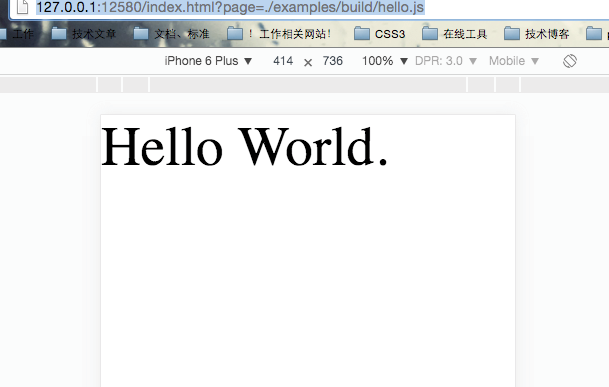 127.0.0.1:12580/index.html?page=./examples/build/hello.js
工作 技术文章 文档、标准 ！工作相关网站！ CSS3 在线工具 技术博客
iPhone 6 Plus ▼ 414 × 736 100% ▼ DPR: 3.0 ▼ Mobile ▼
Hello World.